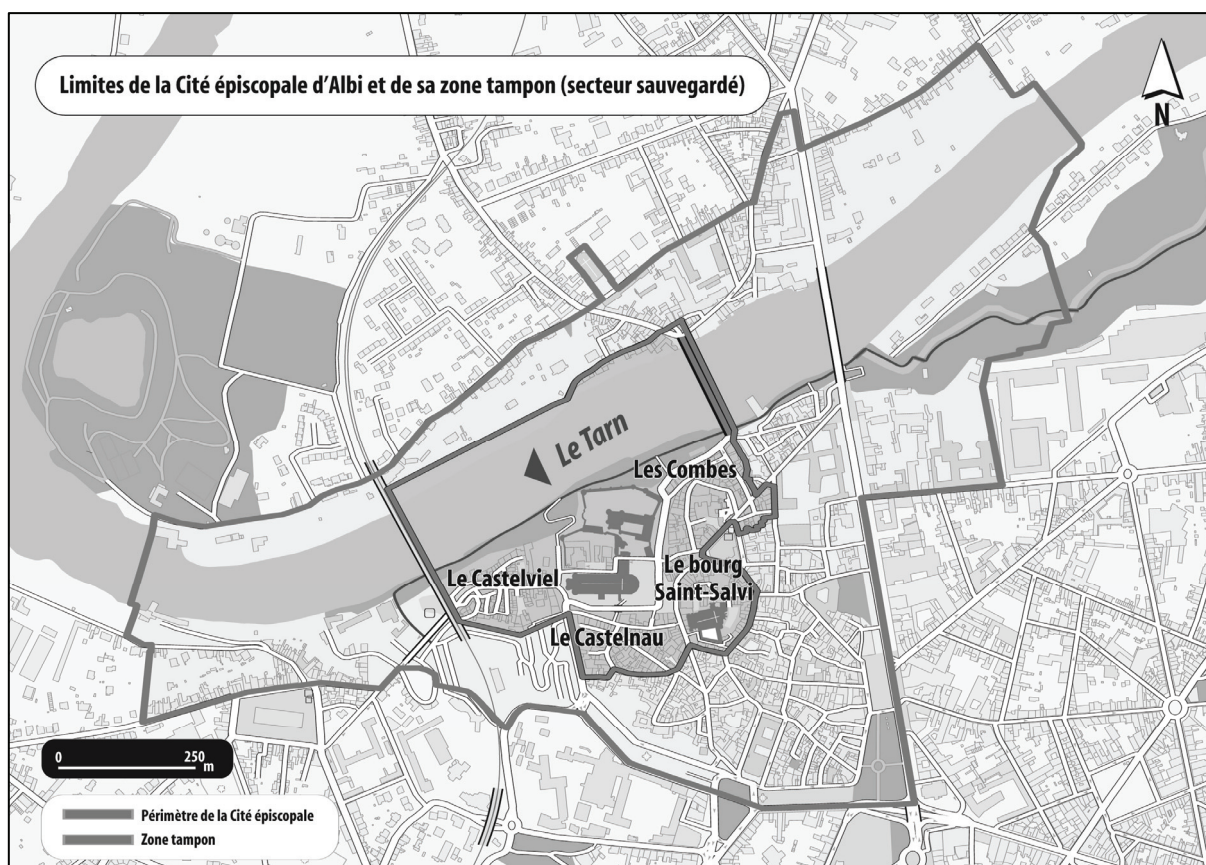 Limites de la Cité épiscopale d'Albi et de sa zone tampon (secteur sauvegardé)
N
Le Tarn
Les Combes
Le Castelviel
Le bourg
Saint-Salvi
Le Castelnau
0 250
m
Périmètre de la Cité épiscopale
Zone tampon